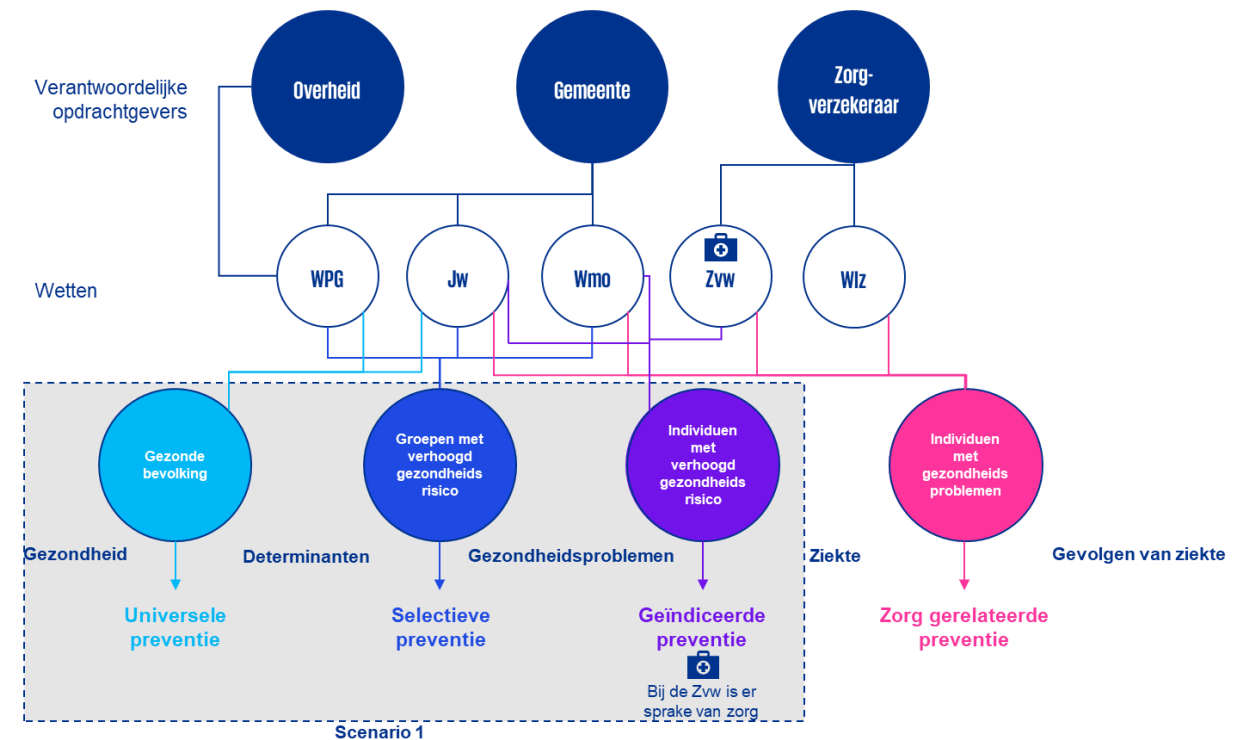 Verantwoordelijke
opdrachtgevers
Overheid
Gemeente
Zorg-
verzekeraar
Wetten
WPG
Jw
Wmo
Zvw
Wlz
Gezonde
bevolking
Groepen met
verhoogd
gezondheids
risico
Individuen
met
verhoogd
gezondheids
risico
Individuen
met
gezondheids
problemen
Gezondheid
Determinanten
Gezondheidsproblemen
Ziekte
Gevolgen van ziekte
Universele
preventie
Selectieve
preventie
Geïndiceerde
preventie
Zorg gerelateerde
preventie
Bij de Zvw is er
sprake van zorg
Scenario 1